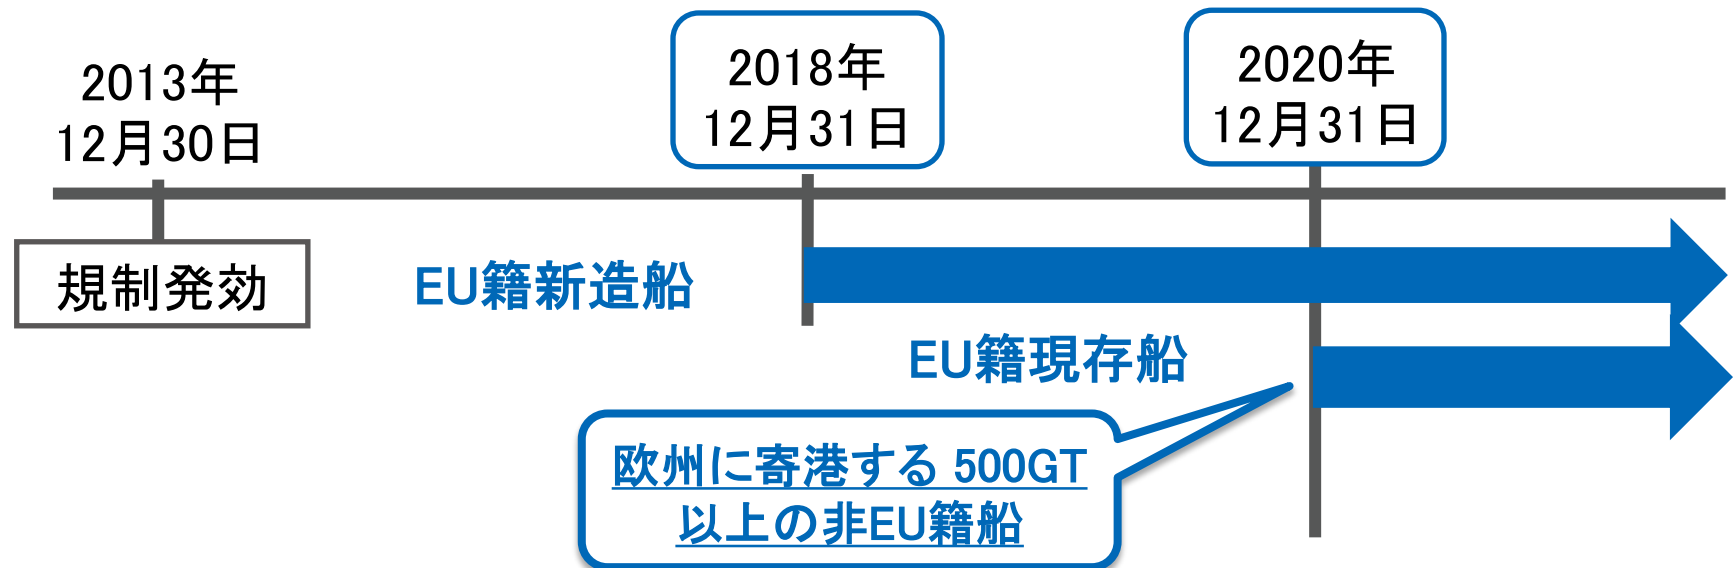 2013年
12月30日
2018年
12月31日
2020年
12月31日
規制発効
EU籍新造船
EU籍現存船
欧州に寄港する 500GT
以上の非EU籍船